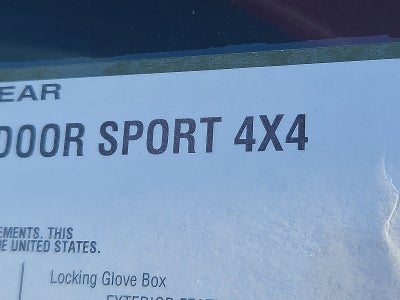 EAR
DOOR SPORT 4X4
EMENTS. THIS
E UNITED STATES.
Locking Glove Box